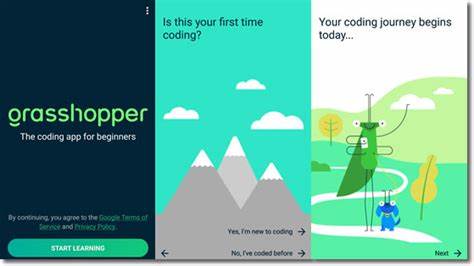 grasshopper
The coding app for beginners
By continuing, you agree to the Google Terms of
Service and Privacy Policy.
START LEARNING
Is this your first time
coding?
Yes, I'm new to coding
No, I've coded before
Your coding journey begins
today...
Next